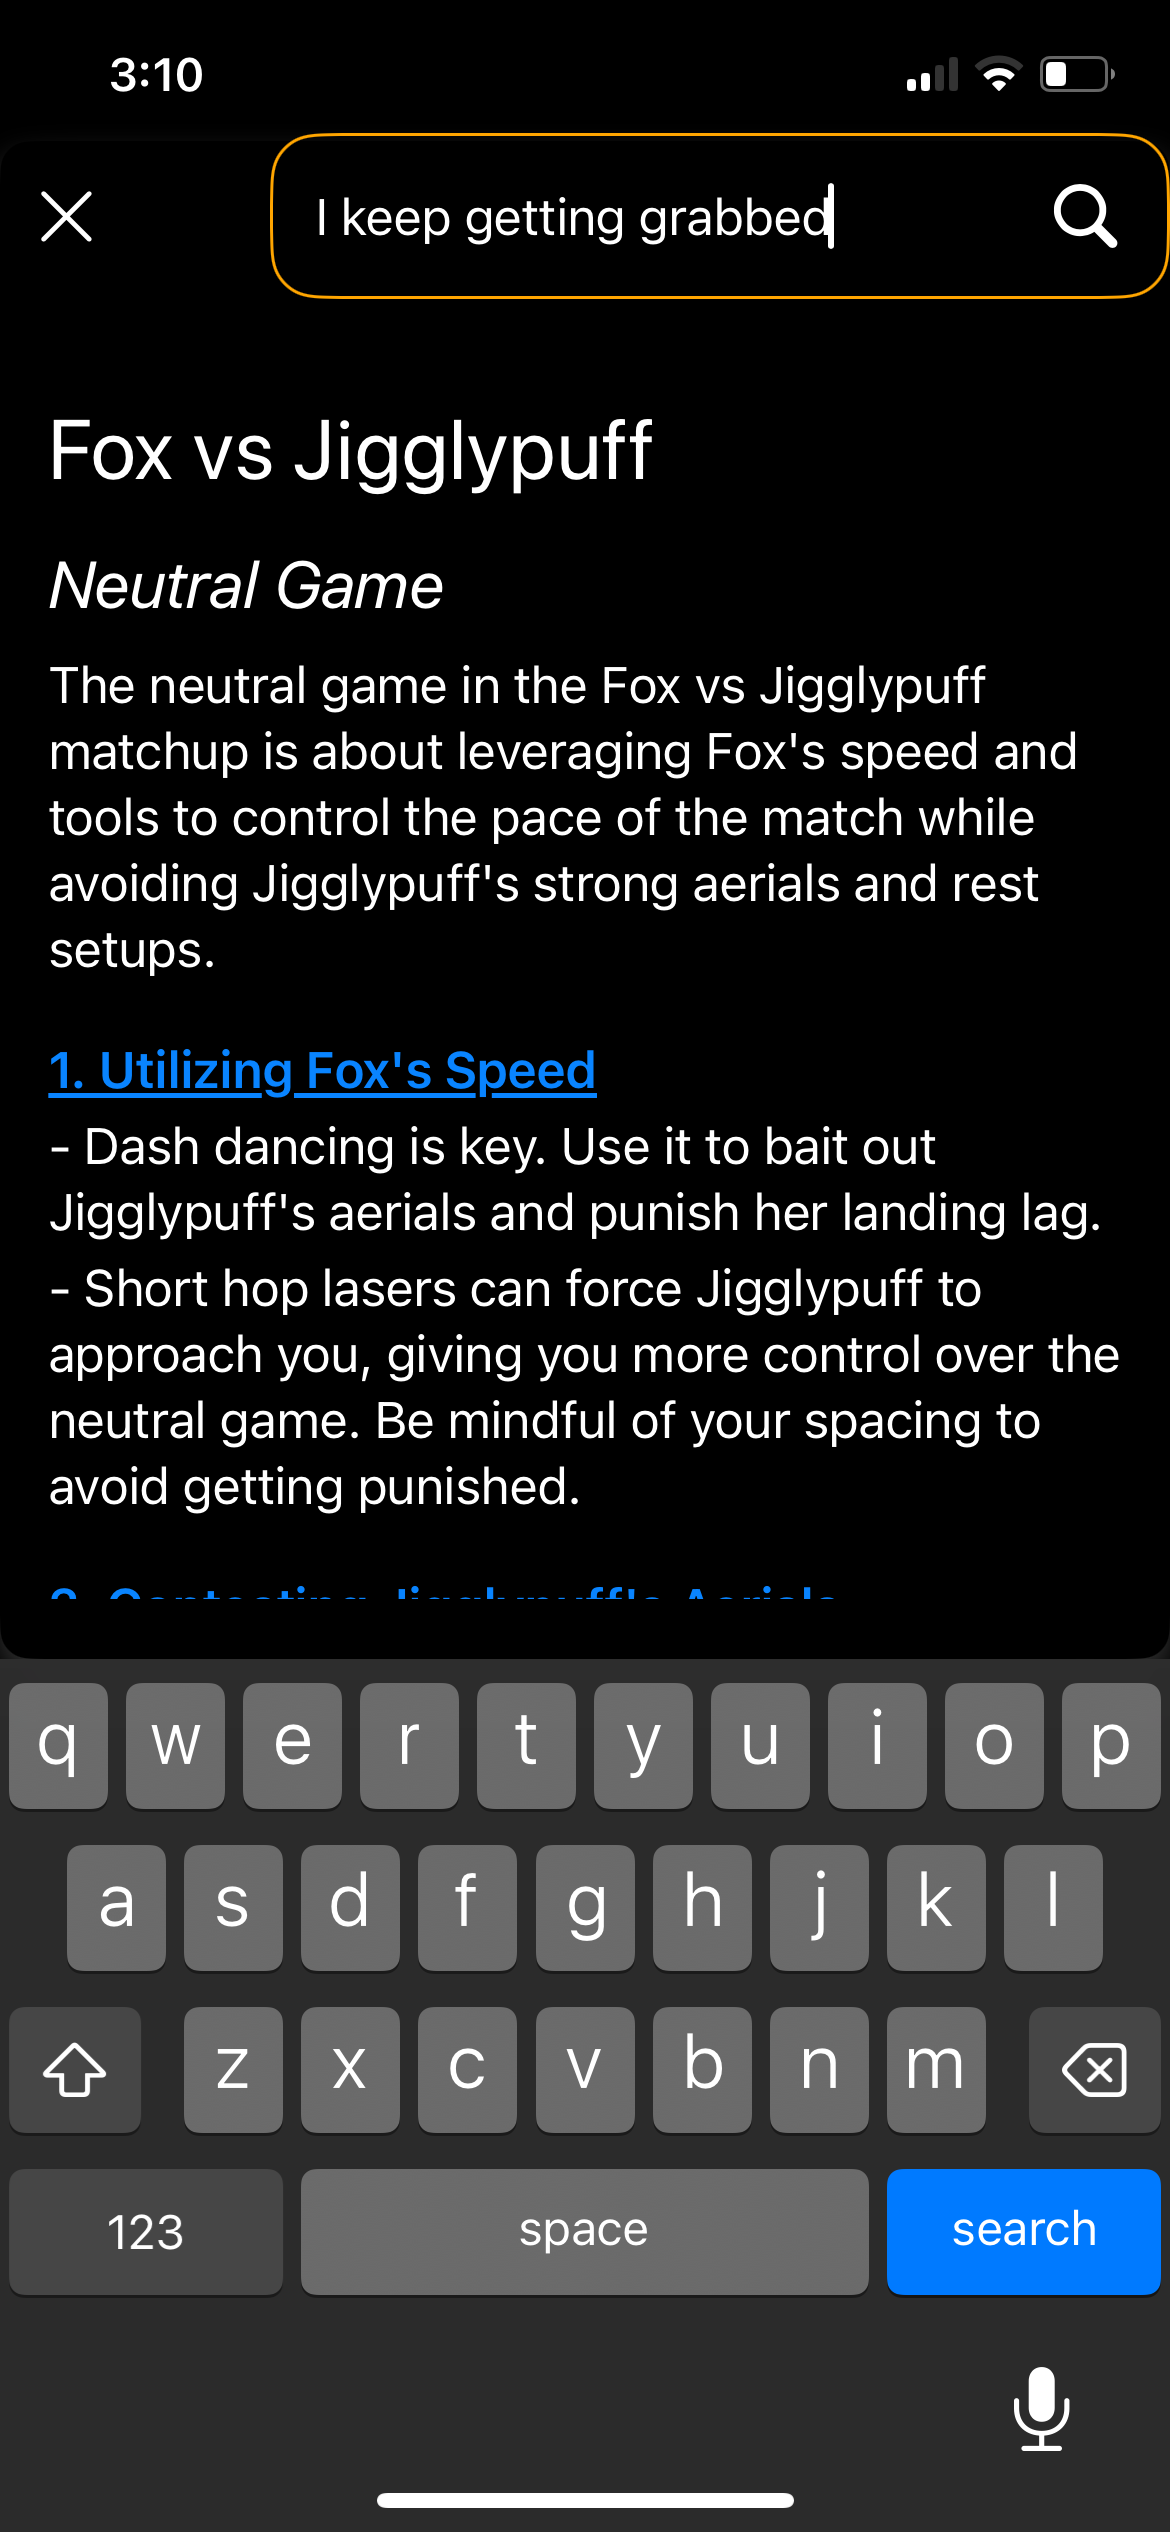 3:10
I keep getting grabbed
Fox vs Jigglypuff
Neutral Game
The neutral game in the Fox vs Jigglypuff
matchup is about leveraging Fox's speed and
tools to control the pace of the match while
avoiding Jigglypuff's strong aerials and rest
setups.
1. Utilizing Fox's Speed
- Dash dancing is key. Use it to bait out
Jigglypuff's aerials and punish her landing lag.
- Short hop lasers can force Jigglypuff to
approach you, giving you more control over the
neutral game. Be mindful of your spacing to
avoid getting punished.
q w e r t y u i o p
a s d f g h j k l
z x c v b n m
123 space search